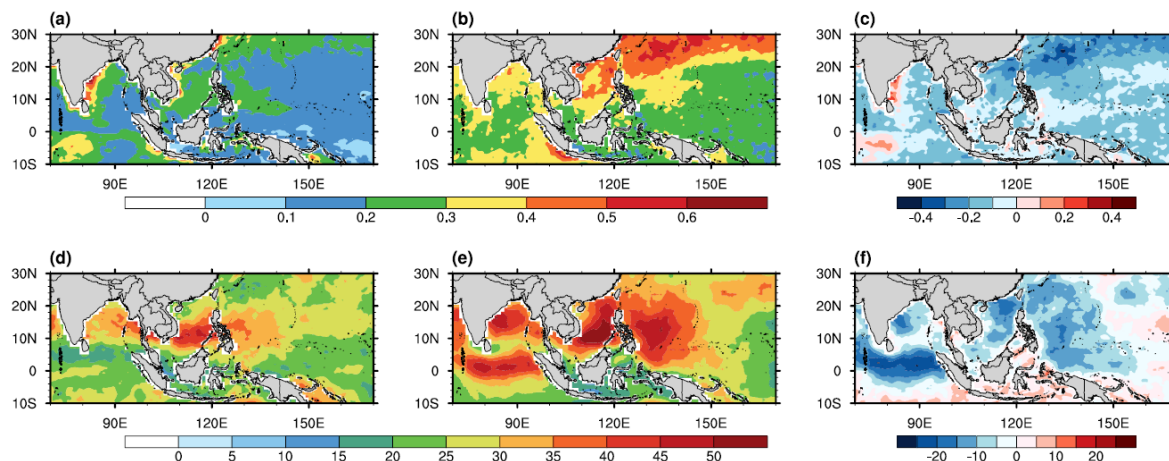 (a) (b) (c)
30N 30N 30N
20N 20N 20N
10N 10N 10N
0 0 0
10S 10S 10S
90E 120E 150E 90E 120E 150E 90E 120E 150E
0 0.1 0.2 0.3 0.4 0.5 0.6 -0.4 -0.2 0 0.2 0.4
(d) (e) (f)
30N 30N 30N
20N 20N 20N
10N 10N 10N
0 0 0
10S 10S 10S
90E 120E 150E 90E 120E 150E 90E 120E 150E
0 5 10 15 20 25 30 35 40 45 50 -20 -10 0 10 20